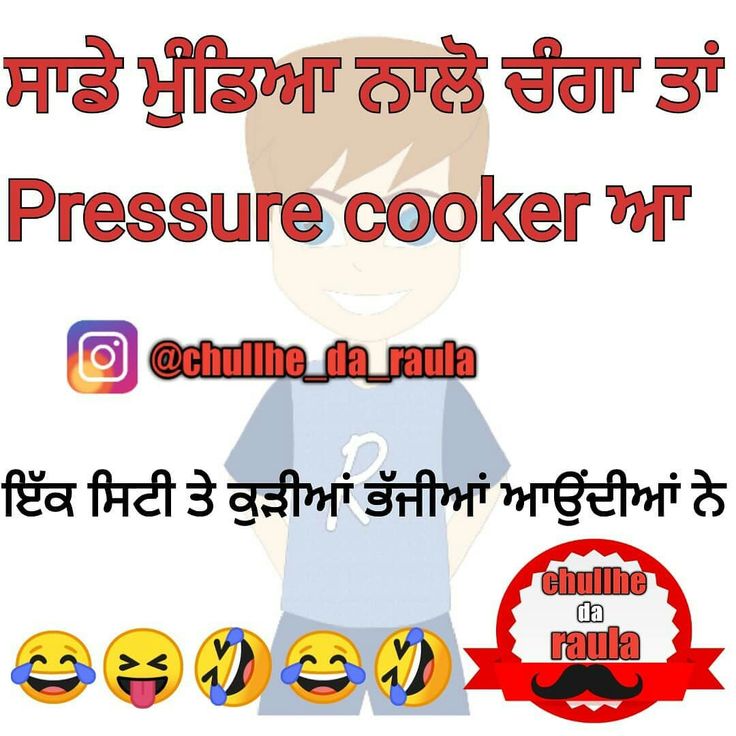 ਸਾਡੇ ਮੁੰਡਿਆ ਨਾਲੋ ਚੰਗਾ ਤਾਂ
Pressure cooker ਆ
@chullhe_da_raula
ਇੱਕ ਸਿਟੀ ਤੇ ਕੁੜੀਆਂ ਭੱਜੀਆਂ ਆਉਂਦੀਆਂ ਨੇ
R
chullhe
da
raula